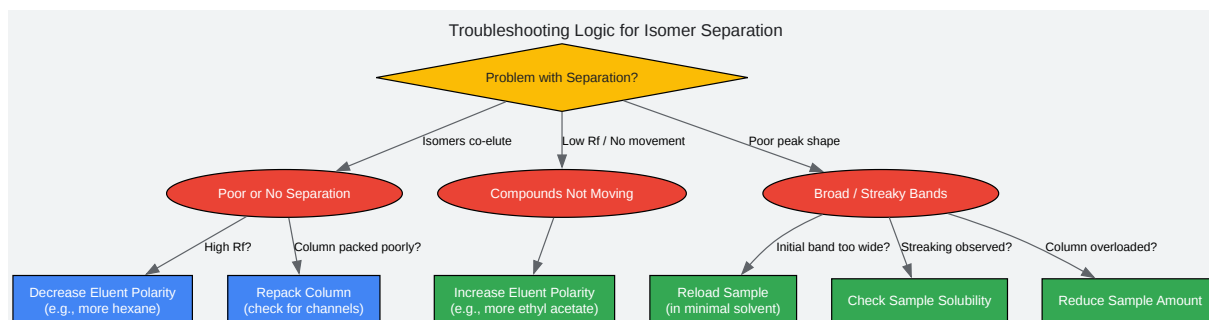 Troubleshooting Logic for Isomer Separation
Problem with Separation?
Isomers co-elute
Low Rf / No movement
Poor peak shape
Poor or No Separation
Compounds Not Moving
Broad / Streaky Bands
High Rf?
Column packed poorly?
Initial band too wide?
Streaking observed?
Column overloaded?
Decrease Eluent Polarity
(e.g., more hexane)
Repack Column
(check for channels)
Increase Eluent Polarity
(e.g., more ethyl acetate)
Reload Sample
(in minimal solvent)
Check Sample Solubility
Reduce Sample Amount